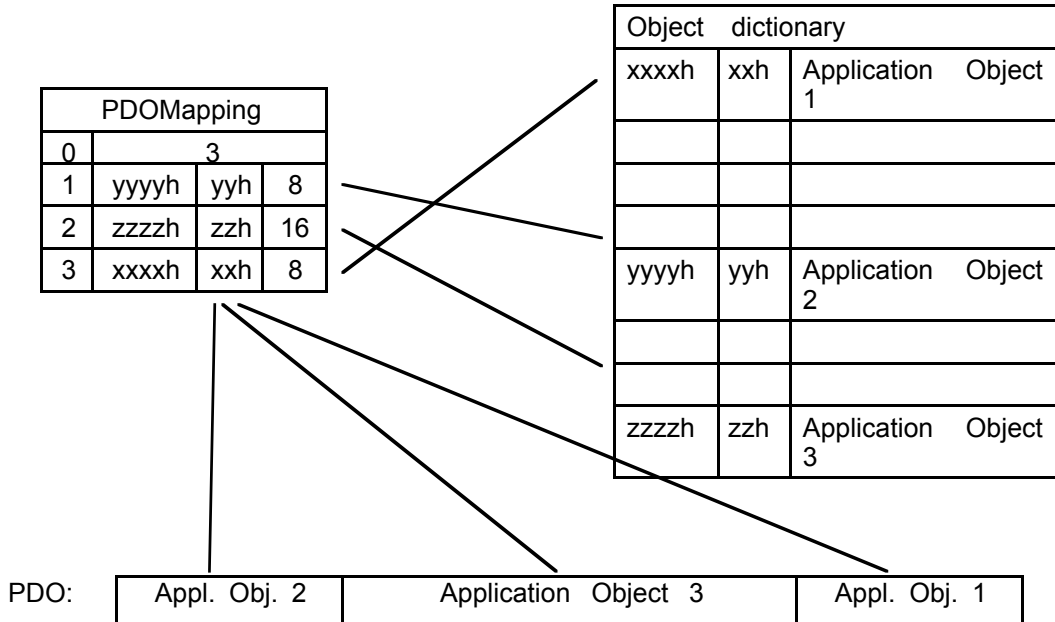 Object dictionary
xxxxh xxh Application Object
1
PDOMapping
0 3
1 yyyyh yyh 8
2 zzzzh zzh 16
3 xxxxh xxh 8
yyyyh yyh Application Object
2
zzzzh zzh Application Object
3
PDO: Appl. Obj. 2 Application Object 3 Appl. Obj. 1